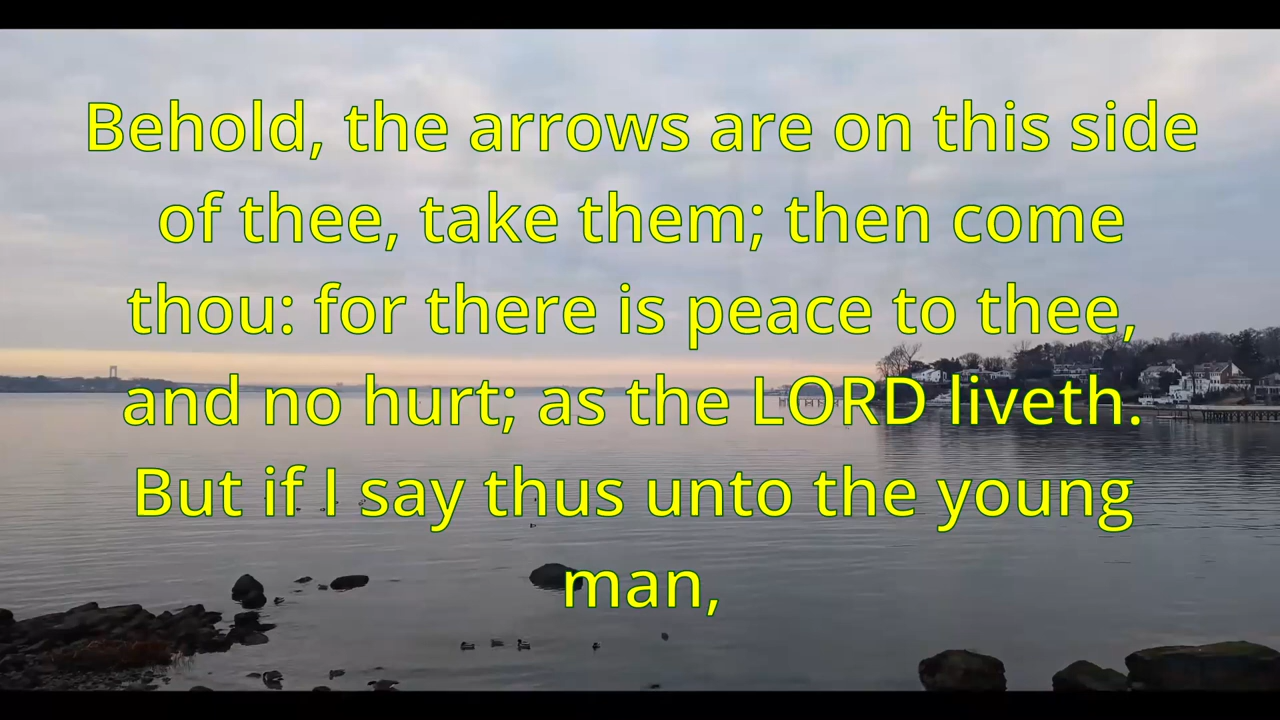 Behold, the arrows are on this side
of thee, take them; then come
thou: for there is peace to thee,
and no hurt; as the LORD liveth.
But if I say thus unto the young
man,